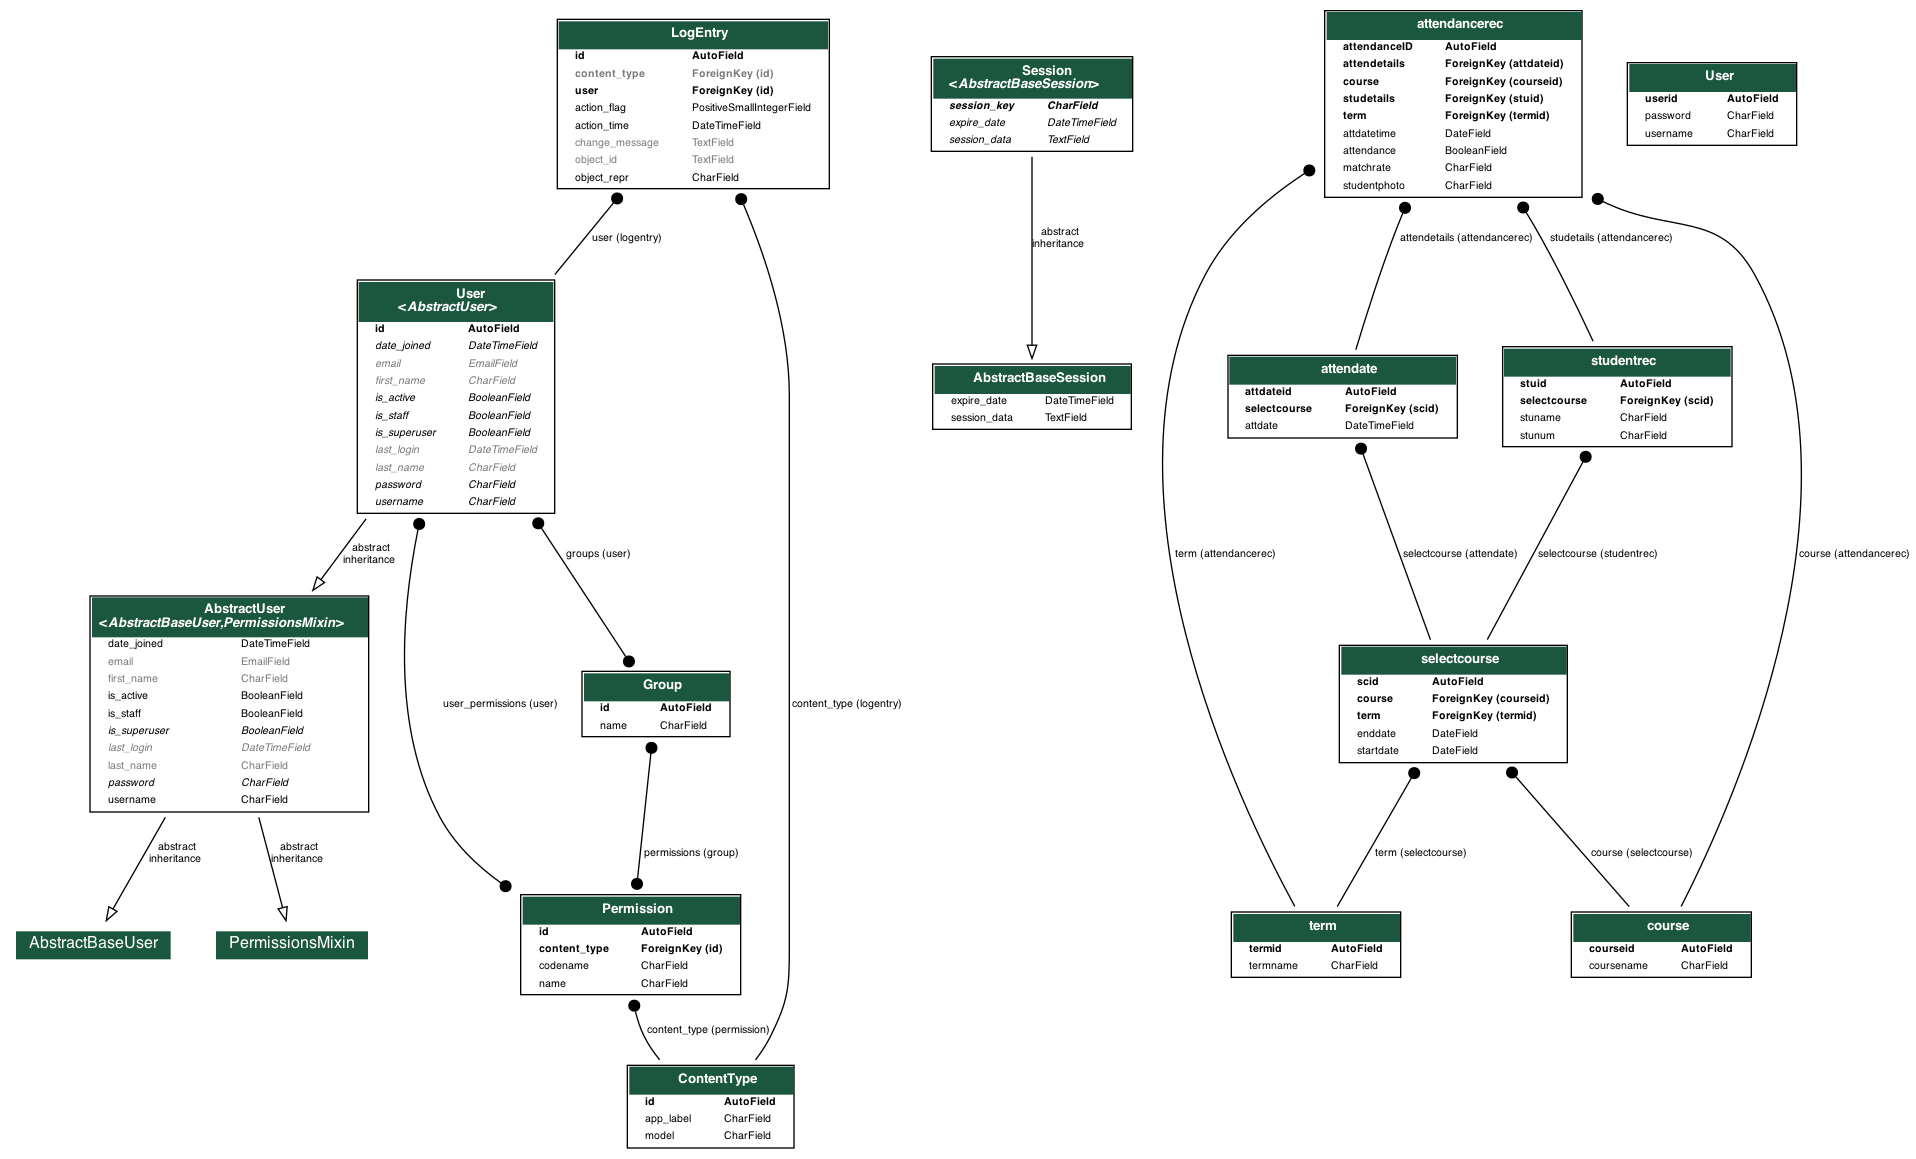 LogEntry
id AutoField
content_type ForeignKey (id)
user ForeignKey (id)
action_flag PositiveSmallIntegerField
action_time DateTimeField
change_message TextField
object_id TextField
object_repr CharField
user (logentry)
User
<AbstractUser>
id AutoField
date_joined DateTimeField
email EmailField
first_name CharField
is_active BooleanField
is_staff BooleanField
is_superuser BooleanField
last_login DateTimeField
last_name CharField
password CharField
username CharField
abstract
inheritance
groups (user)
AbstractUser
<AbstractBaseUser,PermissionsMixin>
date_joined DateTimeField
email EmailField
first_name CharField
is_active BooleanField
is_staff BooleanField
is_superuser BooleanField
last_login DateTimeField
last_name CharField
password CharField
username CharField
user_permissions (user)
Group
id AutoField
name CharField
content_type (logentry)
abstract
inheritance
abstract
inheritance
permissions (group)
AbstractBaseUser
PermissionsMixin
Permission
id AutoField
content_type ForeignKey (id)
codename CharField
name CharField
content_type (permission)
ContentType
id AutoField
app_label CharField
model CharField
Session
<AbstractBaseSession>
session_key CharField
expire_date DateTimeField
session_data TextField
abstract
inheritance
AbstractBaseSession
expire_date DateTimeField
session_data TextField
attendancerec
attendanceID AutoField
attendetails ForeignKey (attdateid)
course ForeignKey (courseid)
studetails ForeignKey (stuid)
term ForeignKey (termid)
attdatetime DateField
attendance BooleanField
matchrate CharField
studentphoto CharField
User
userid AutoField
password CharField
username CharField
attendetails (attendancerec)
studetails (attendancerec)
attendate
attdateid AutoField
selectcourse ForeignKey (scid)
attdate DateTimeField
studentrec
stuid AutoField
selectcourse ForeignKey (scid)
stuname CharField
stunum CharField
term (attendancerec)
selectcourse (attendate)
selectcourse (studentrec)
course (attendancerec)
selectcourse
scid AutoField
course ForeignKey (courseid)
term ForeignKey (termid)
enddate DateField
startdate DateField
term (selectcourse)
course (selectcourse)
term
termid AutoField
termname CharField
course
courseid AutoField
coursename CharField